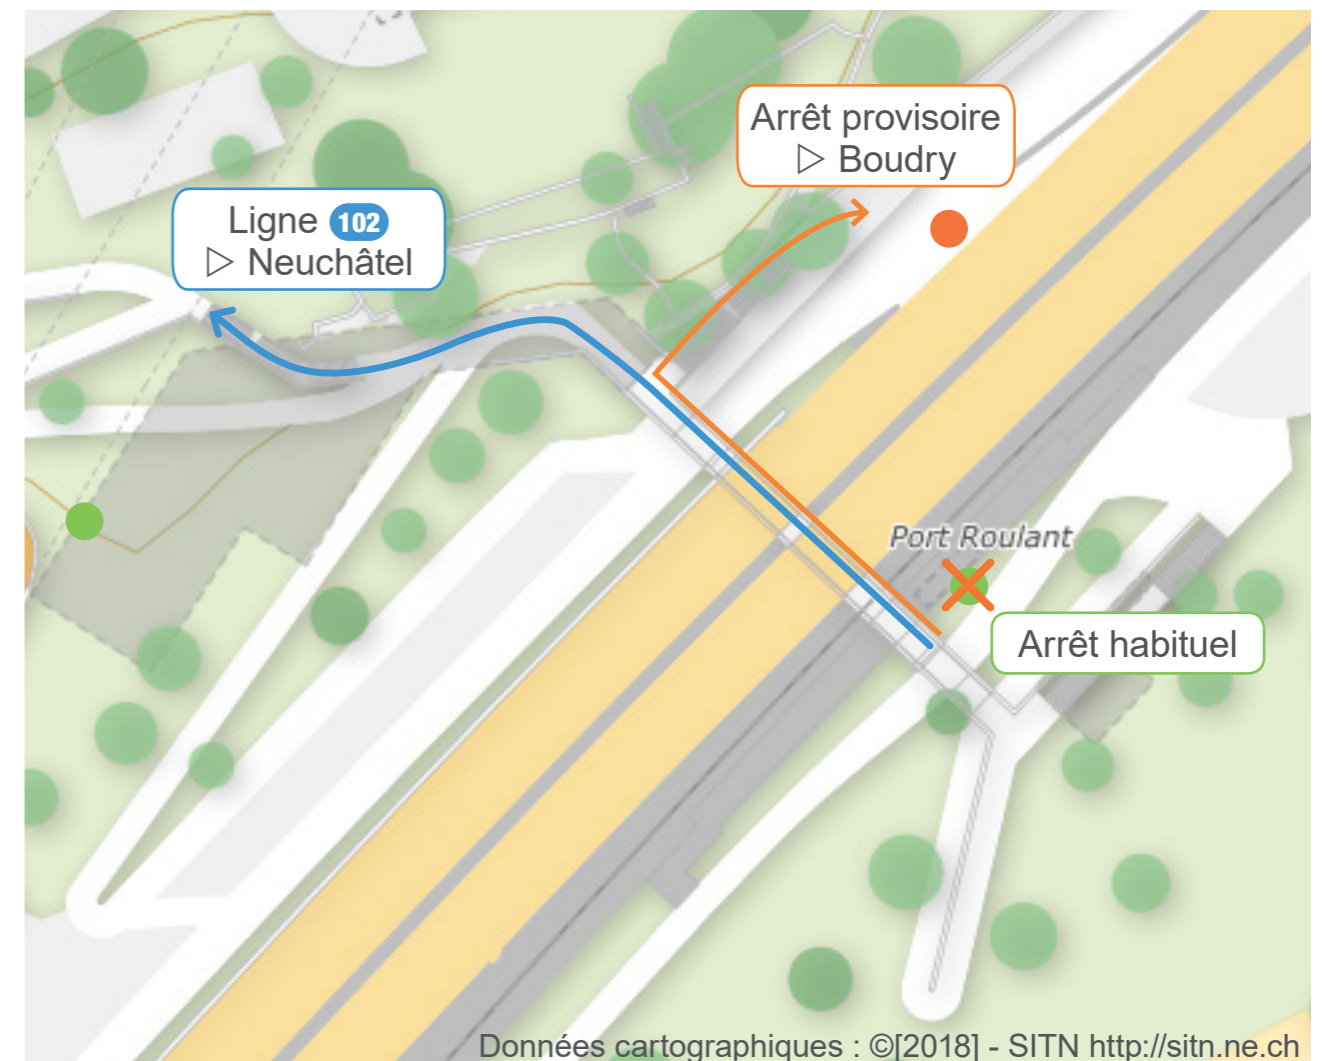 Arrêt provisoire
▷ Boudry
Ligne 102
▷ Neuchâtel
Port Roulant
Arrêt habituel
Données cartographiques : ©[2018] - SITN http://sitn.ne.ch